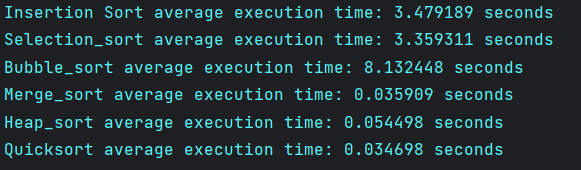 Insertion Sort average execution time: 3.479189 seconds
Selection_sort average execution time: 3.359311 seconds
Bubble_sort average execution time: 8.132448 seconds
Merge_sort average execution time: 0.035909 seconds
Heap_sort average execution time: 0.054498 seconds
Quicksort average execution time: 0.034698 seconds